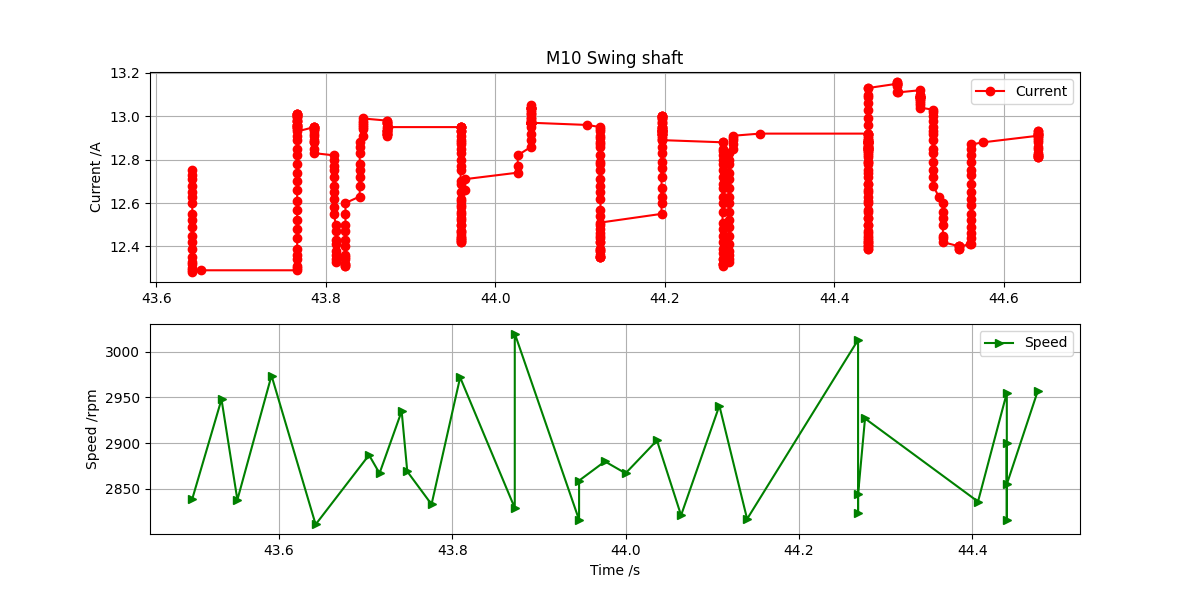 M10 Swing shaft
Current /A
13.2
13.0
12.8
12.6
12.4
Current
43.6 43.8 44.0 44.2 44.4 44.6
Speed /rpm
3000
2950
2900
2850
Speed
43.6 43.8 44.0 44.2 44.4
Time /s